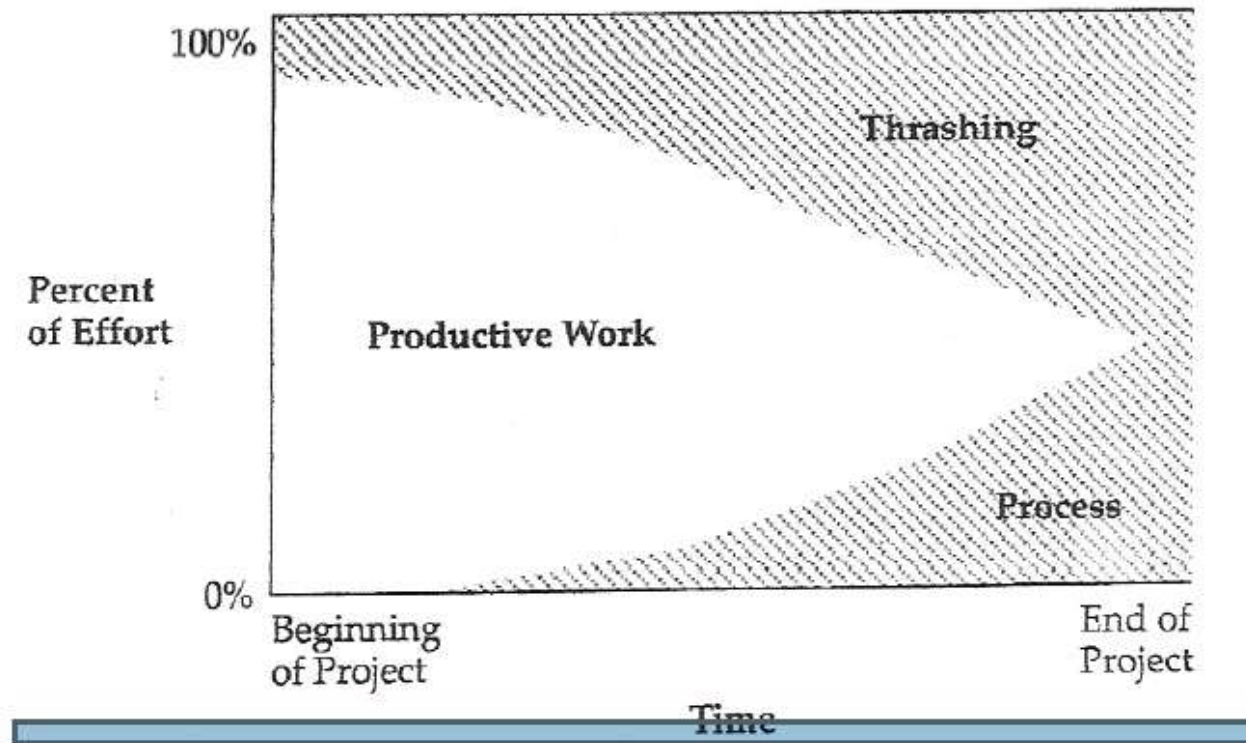 100%
Thrashing
Percent
of Effort
Productive Work
Process
0%
Beginning
of Project
End of
Project
Time